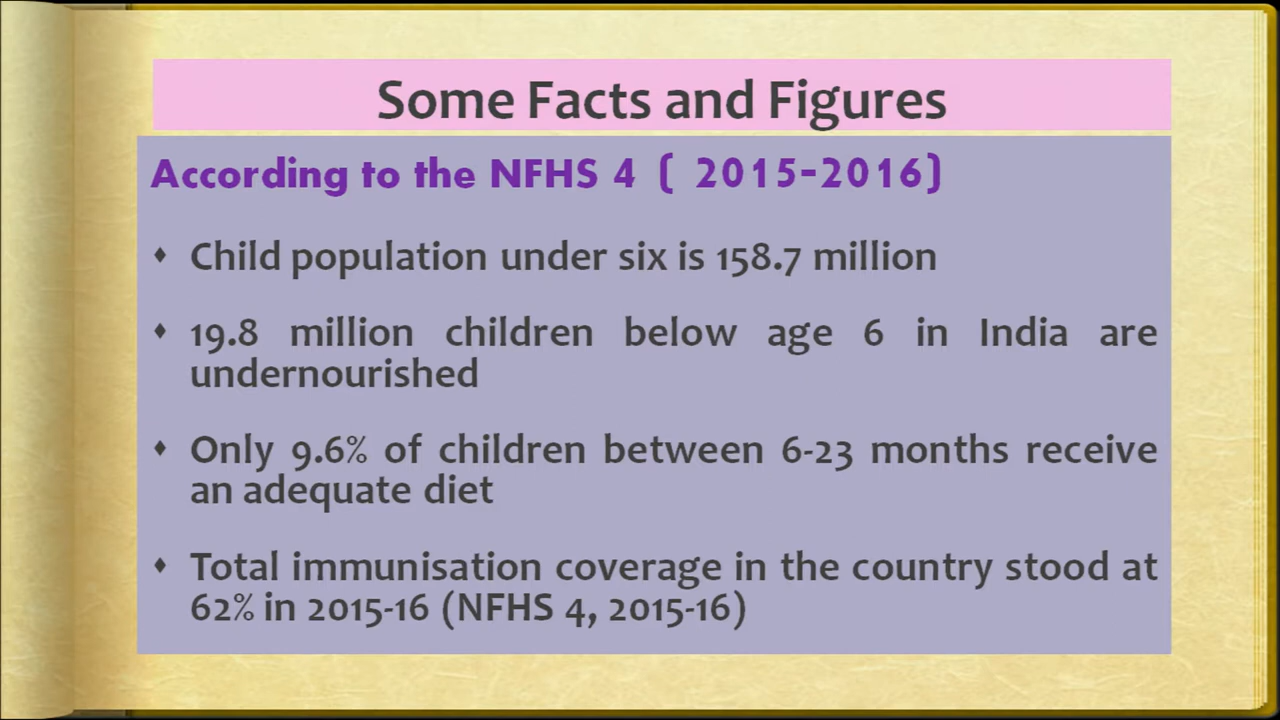 Some Facts and Figures
According to the NFHS 4 ( 2015-2016)
♦ Child population under six is 158.7 million
♦ 19.8 million children below age 6 in India are
undernourished
♦ Only 9.6% of children between 6-23 months receive
an adequate diet
♦ Total immunisation coverage in the country stood at
62% in 2015-16 (NFHS 4, 2015-16)